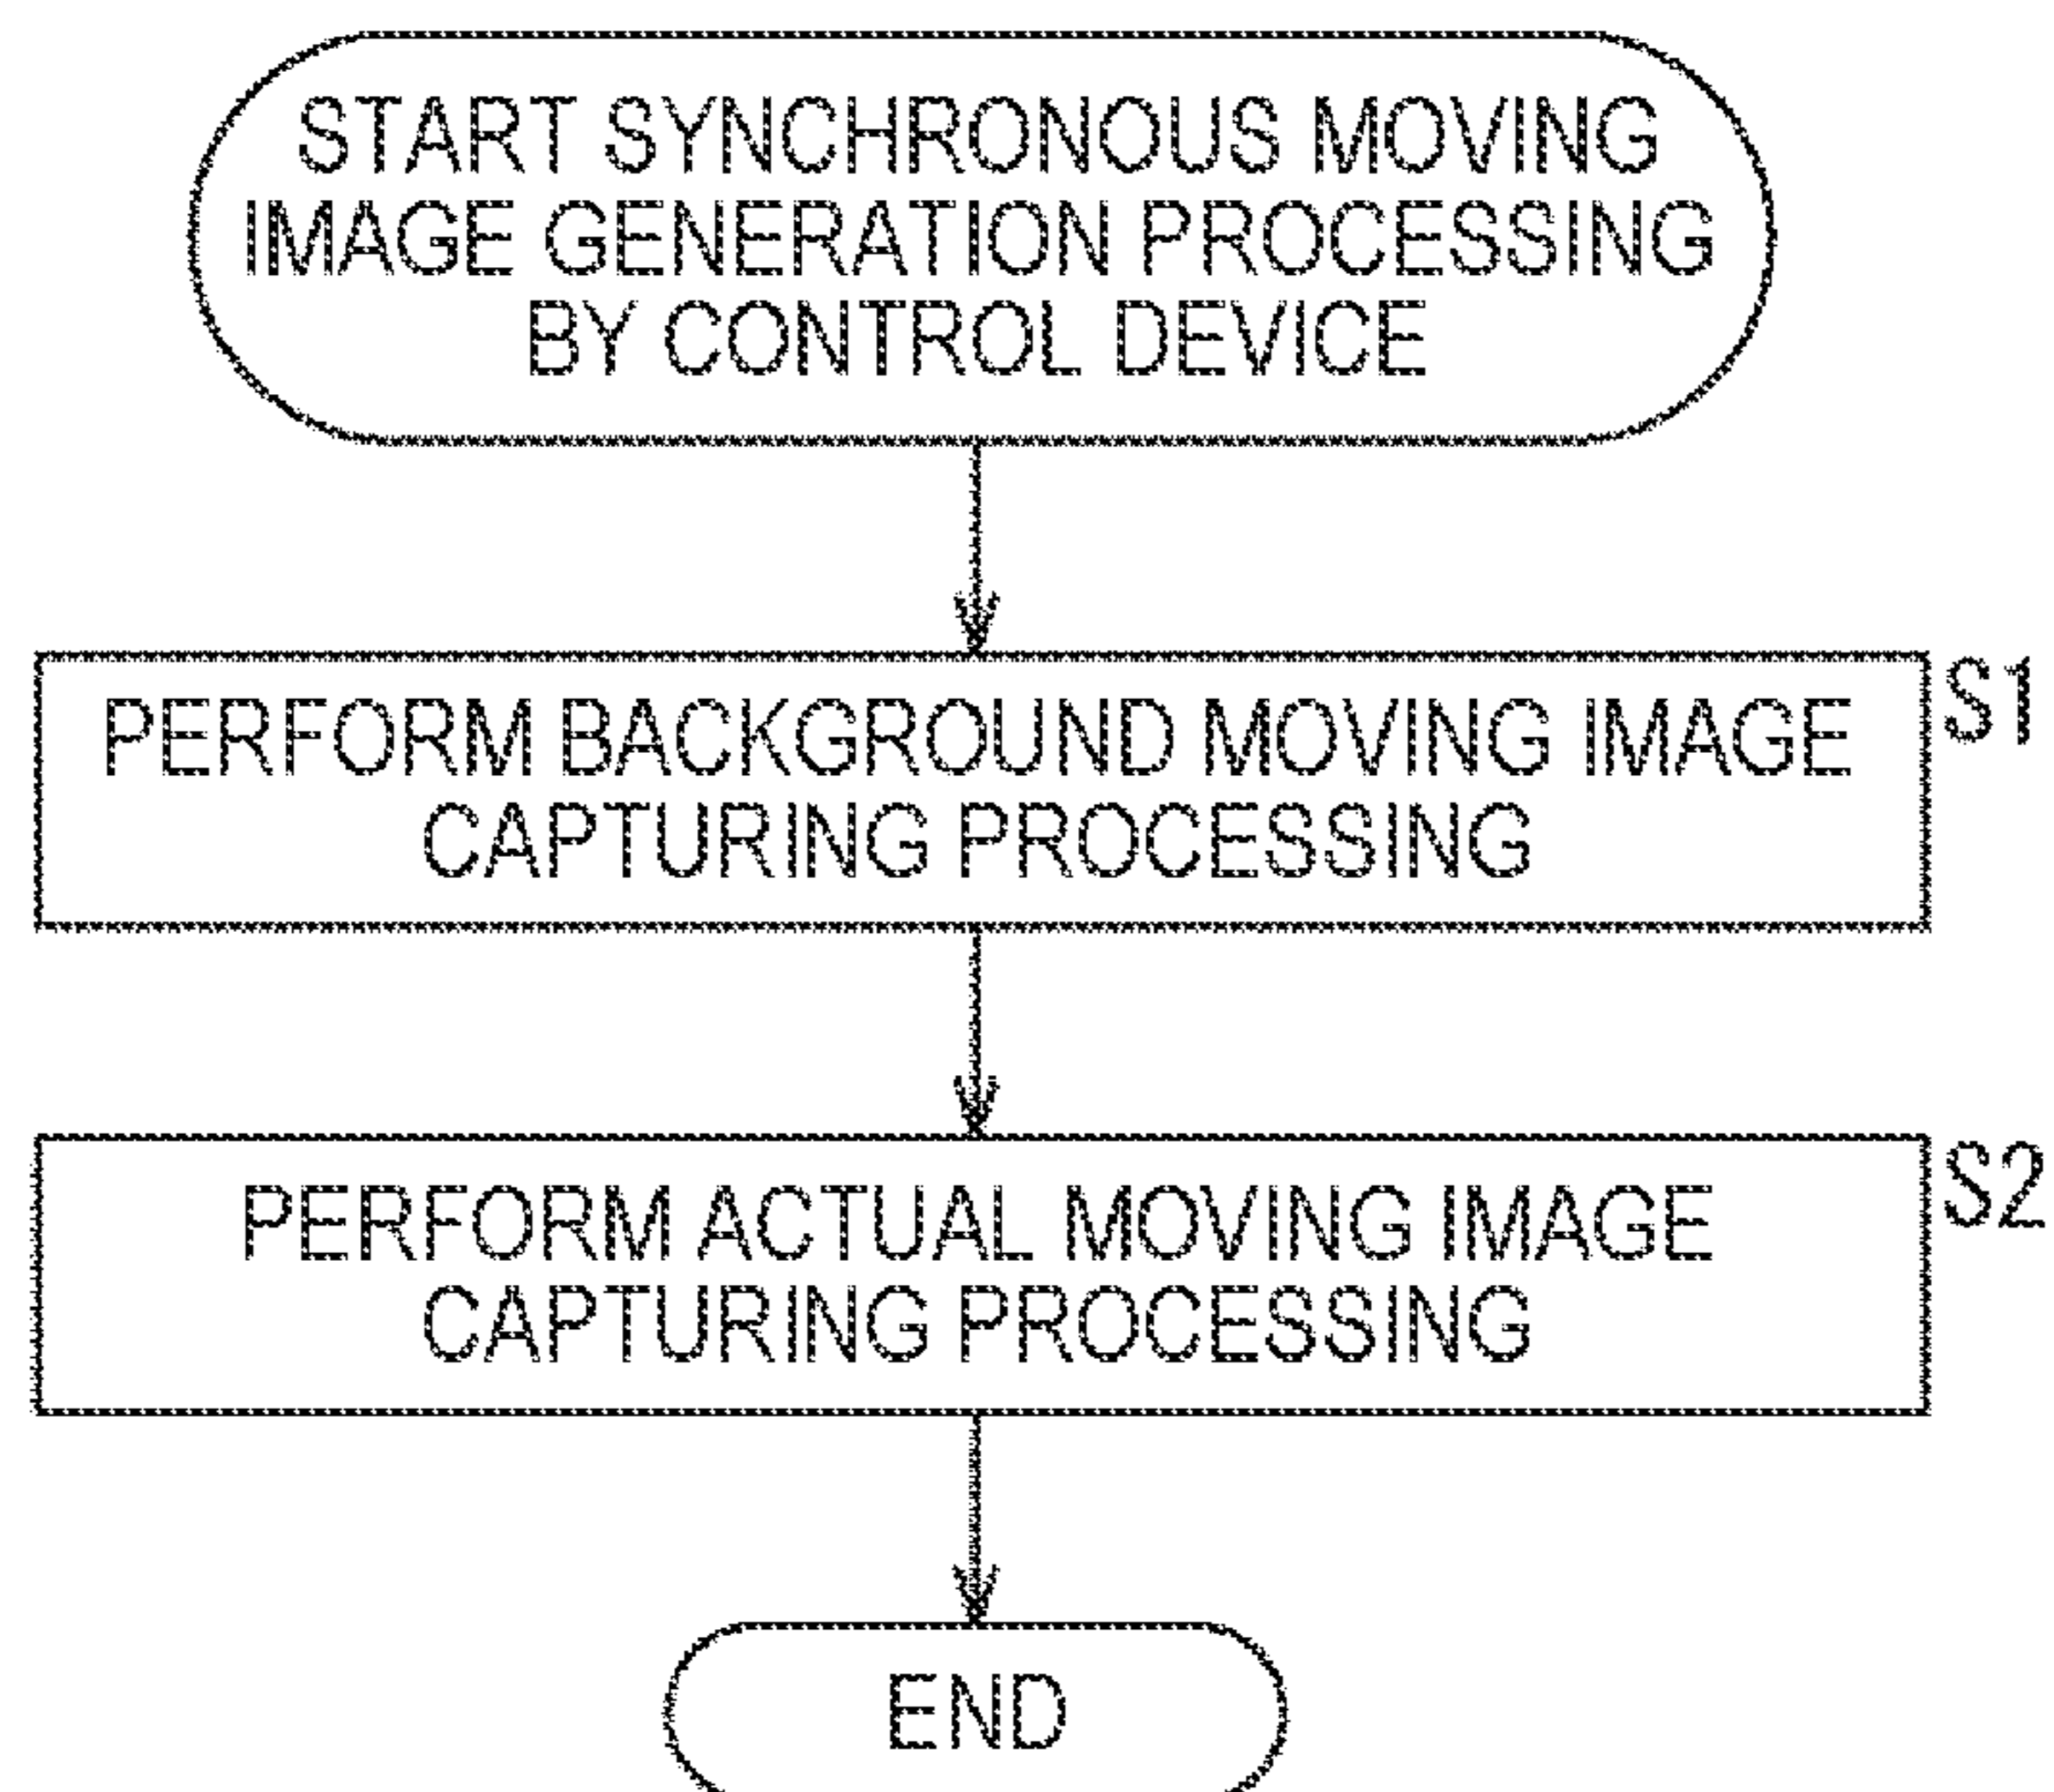 START SYNCHRONOUS MOVING
IMAGE GENERATION PROCESSING
BY CONTROL DEVICE
S1
PERFORM BACKGROUND MOVING IMAGE
CAPTURING PROCESSING
S2
PERFORM ACTUAL MOVING IMAGE
CAPTURING PROCESSING
END